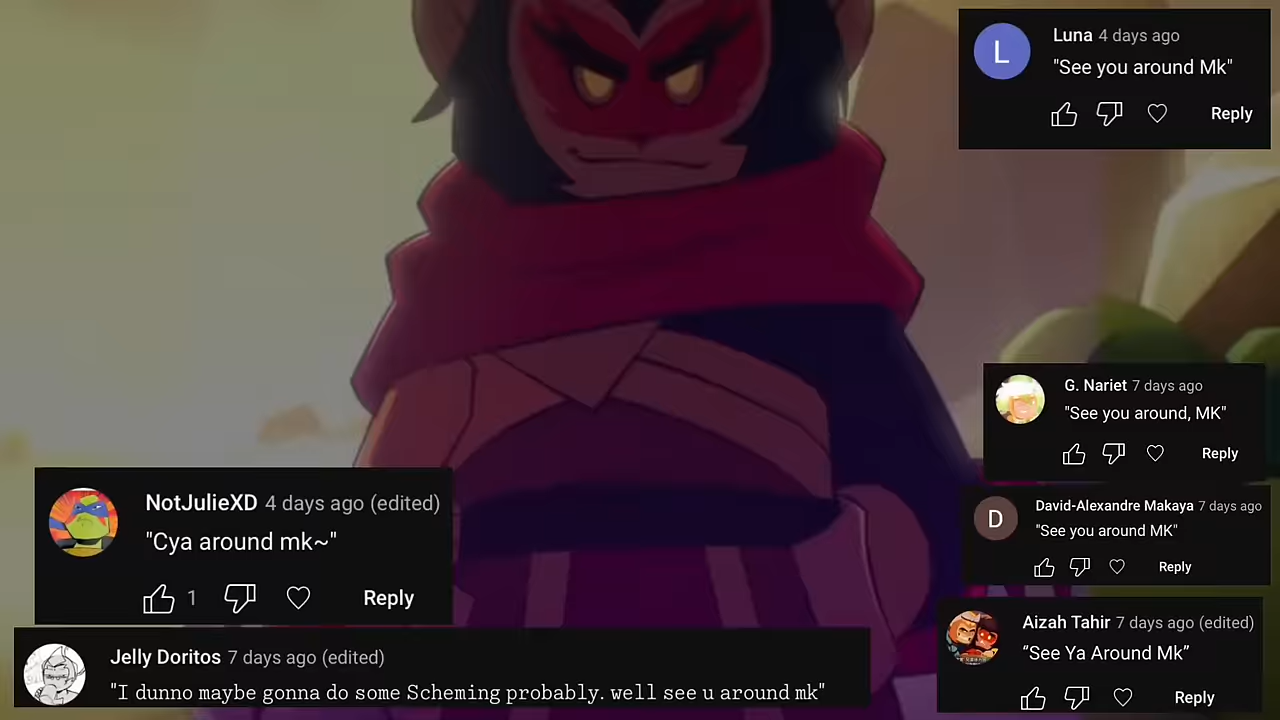 L
Luna 4 days ago
"See you around Mk"
Reply
G. Nariet 7 days ago
"See you around, MK"
Reply
NotJulieXD 4 days ago (edited)
"Cya around mk~"
1 Reply
D
David-Alexandre Makaya 7 days ago
"See you around MK"
Reply
Aizah Tahir 7 days ago (edited)
“See Ya Around Mk”
Reply
Jelly Doritos 7 days ago (edited)
"I dunno maybe gonna do some Scheming probably. well see u around mk"